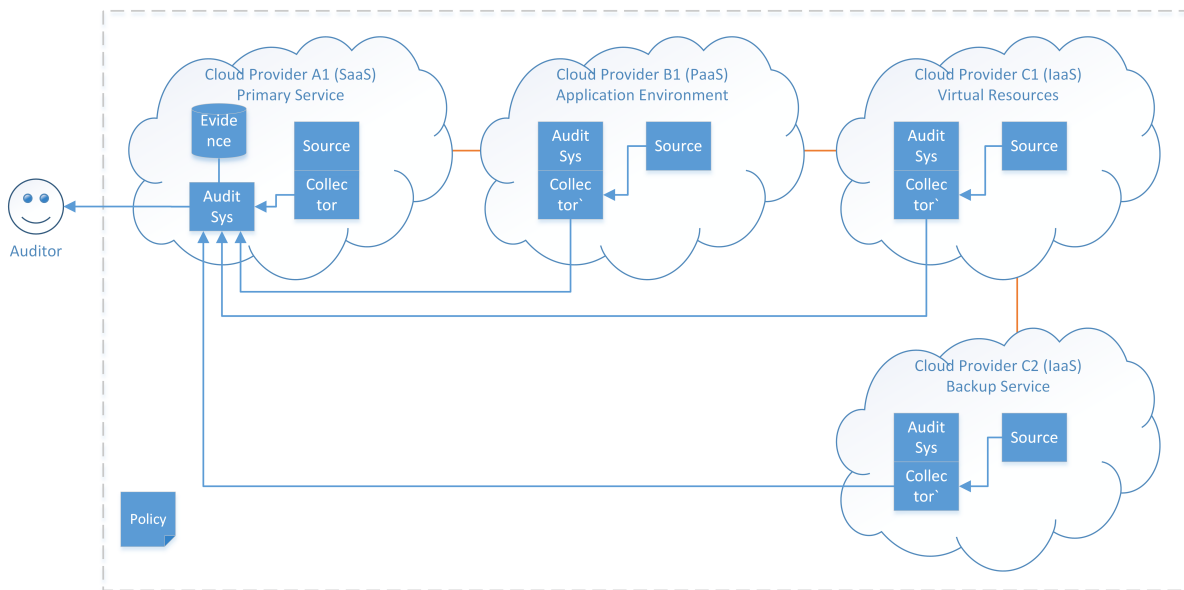 Cloud Provider A1 (SaaS)
Primary Service
Evide
nce
Source
Audit
Sys
Collec
tor
Auditor
Cloud Provider B1 (PaaS)
Application Environment
Audit
Sys
Source
Collec
tor`
Cloud Provider C1 (IaaS)
Virtual Resources
Audit
Sys
Source
Collec
tor`
Cloud Provider C2 (IaaS)
Backup Service
Audit
Sys
Source
Collec
tor`
Policy